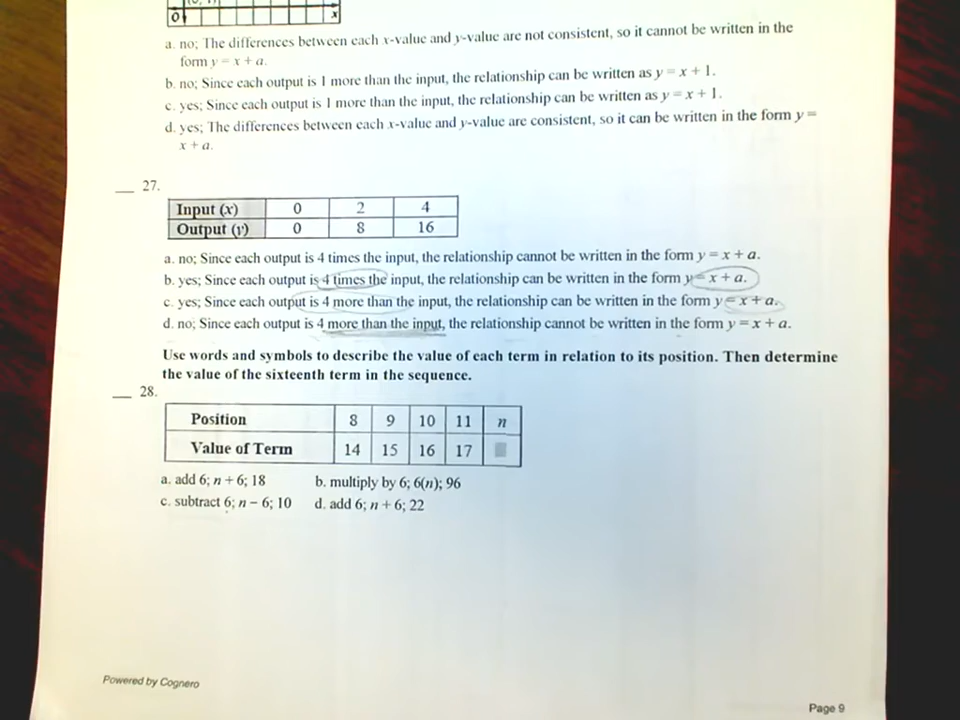 O x
a. no; The differences between each x-value and y-value are not consistent, so it cannot be written in the
form y = x + a.
b. no; Since each output is 1 more than the input, the relationship can be written as y = x + 1.
c. yes; Since each output is 1 more than the input, the relationship can be written as y = x + 1.
d. yes; The differences between each x-value and y-value are consistent, so it can be written in the form y =
x + a.
27.
Input (x) 0 2 4
Output (y) 0 8 16
a. no; Since each output is 4 times the input, the relationship cannot be written in the form y = x + a.
b. yes; Since each output is 4 times the input, the relationship can be written in the form y = x + a.
c. yes; Since each output is 4 more than the input, the relationship can be written in the form y = x + a.
d. no; Since each output is 4 more than the input, the relationship cannot be written in the form y = x + a.
Use words and symbols to describe the value of each term in relation to its position. Then determine
the value of the sixteenth term in the sequence.
28.
Position 8 9 10 11 n
Value of Term 14 15 16 17
a. add 6; n + 6; 18 b. multiply by 6; 6(n); 96
c. subtract 6; n − 6; 10 d. add 6; n + 6; 22
Powered by Cognero
Page 9